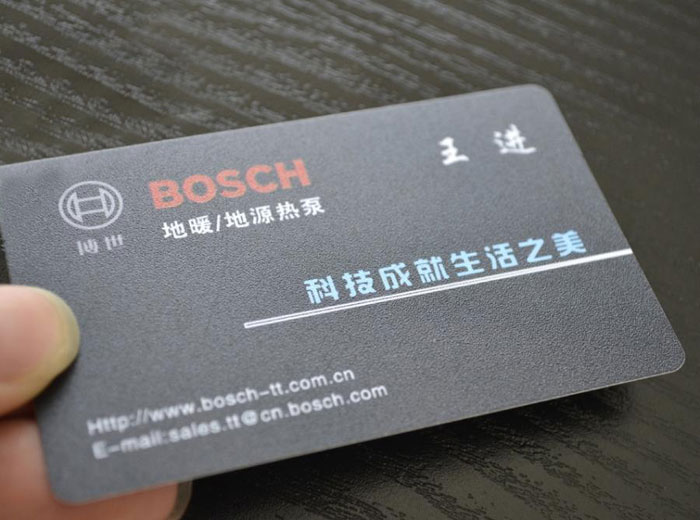 王 进
BOSCH
博世
地暖/地源热泵
科技成就生活之美
Http://www.bosch-tt.com.cn
E-mail:sales.tt@cn.bosch.com